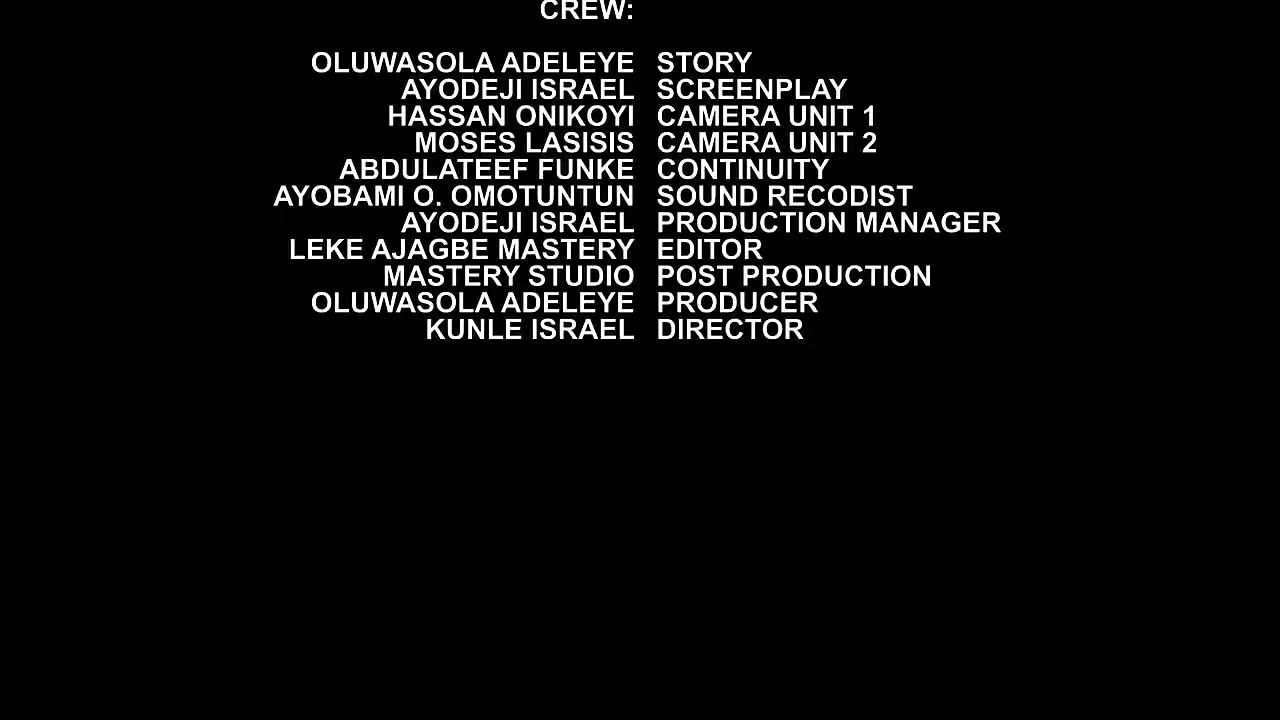 CREW:
OLUWASOLA ADELEYE STORY
AYODEJI ISRAEL SCREENPLAY
HASSAN ONIKOYI CAMERA UNIT 1
MOSES LASISIS CAMERA UNIT 2
ABDULATEEF FUNKE CONTINUITY
AYOBAMI O. OMOTUNTUN SOUND RECODIST
AYODEJI ISRAEL PRODUCTION MANAGER
LEKE AJAGBE MASTERY EDITOR
MASTERY STUDIO POST PRODUCTION
OLUWASOLA ADELEYE PRODUCER
KUNLE ISRAEL DIRECTOR